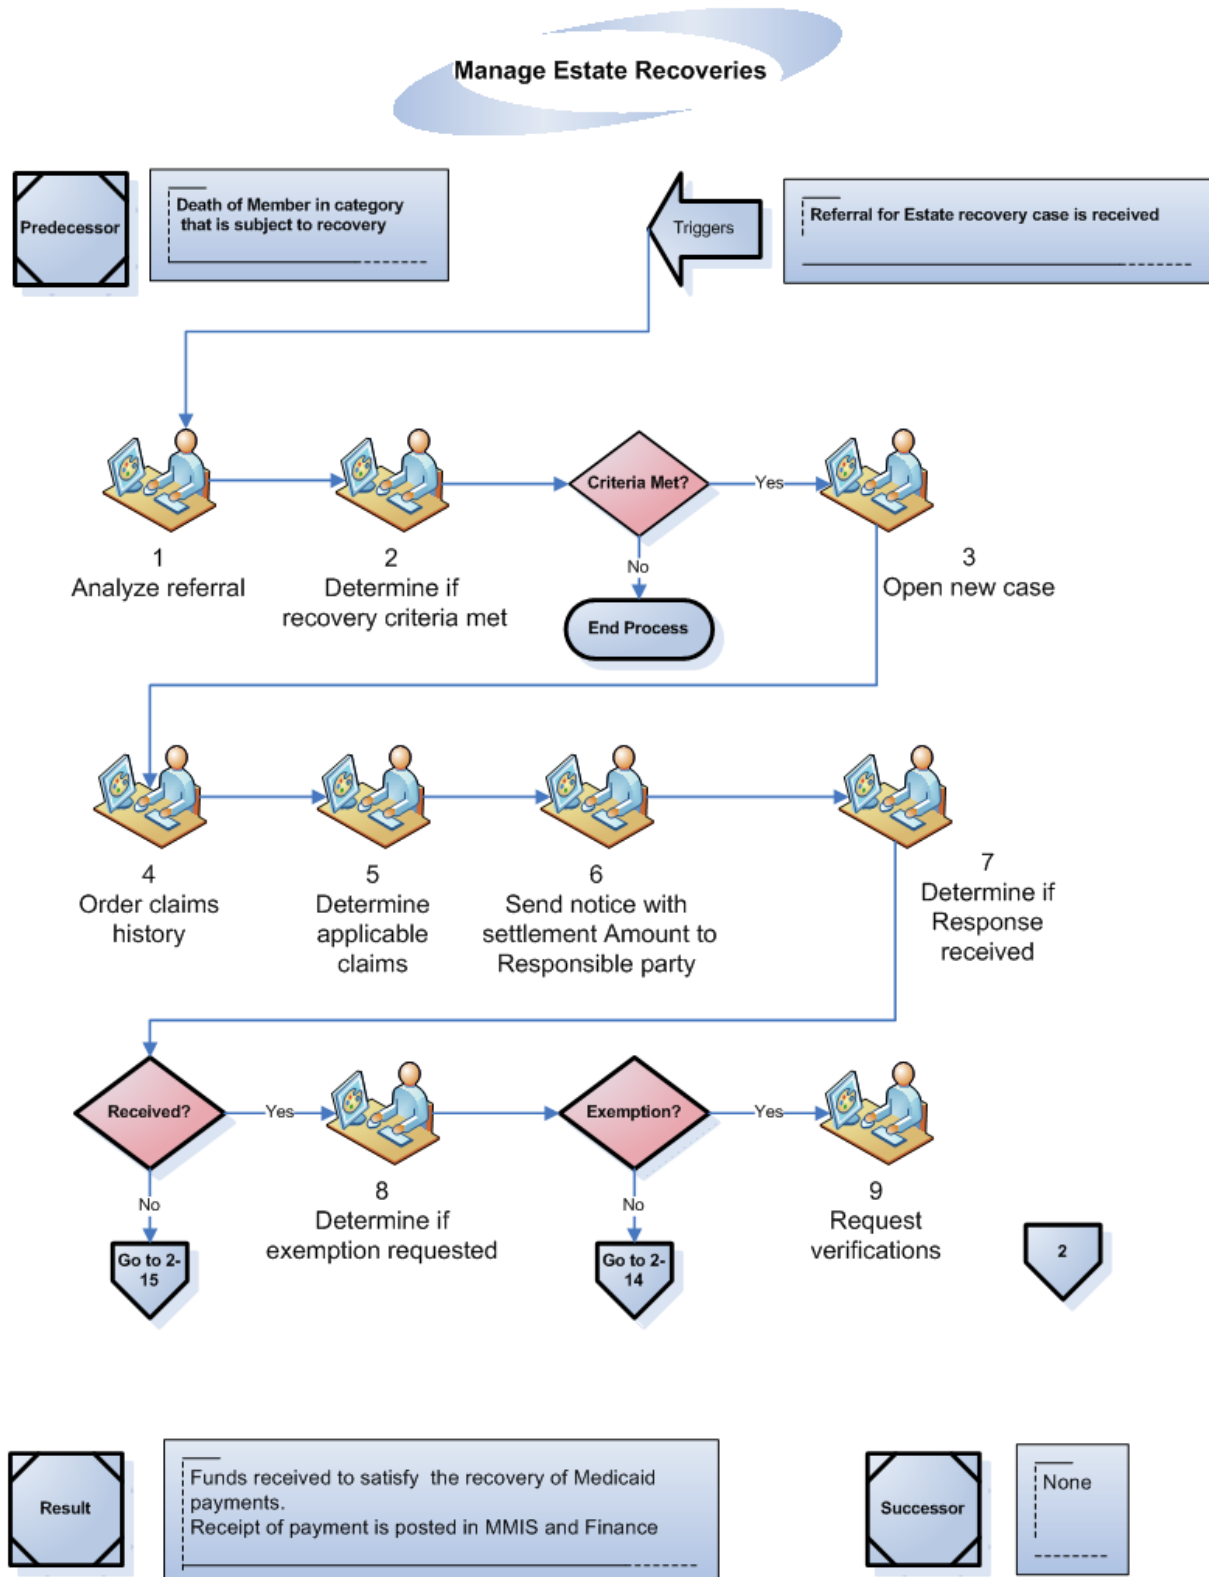 Manage Estate Recoveries
Predecessor
Death of Member in category
that is subject to recovery
Triggers
Referral for Estate recovery case is received
1
Analyze referral
2
Determine if
recovery criteria met
Criteria Met?
Yes
No
End Process
3
Open new case
4
Order claims
history
5
Determine
applicable
claims
6
Send notice with
settlement Amount to
Responsible party
7
Determine if
Response
received
Received?
Yes
No
Go to 2-
15
8
Determine if
exemption requested
Exemption?
Yes
No
Go to 2-
14
9
Request
verifications
2
Result
Funds received to satisfy the recovery of Medicaid
payments.
Receipt of payment is posted in MMIS and Finance
Successor
None